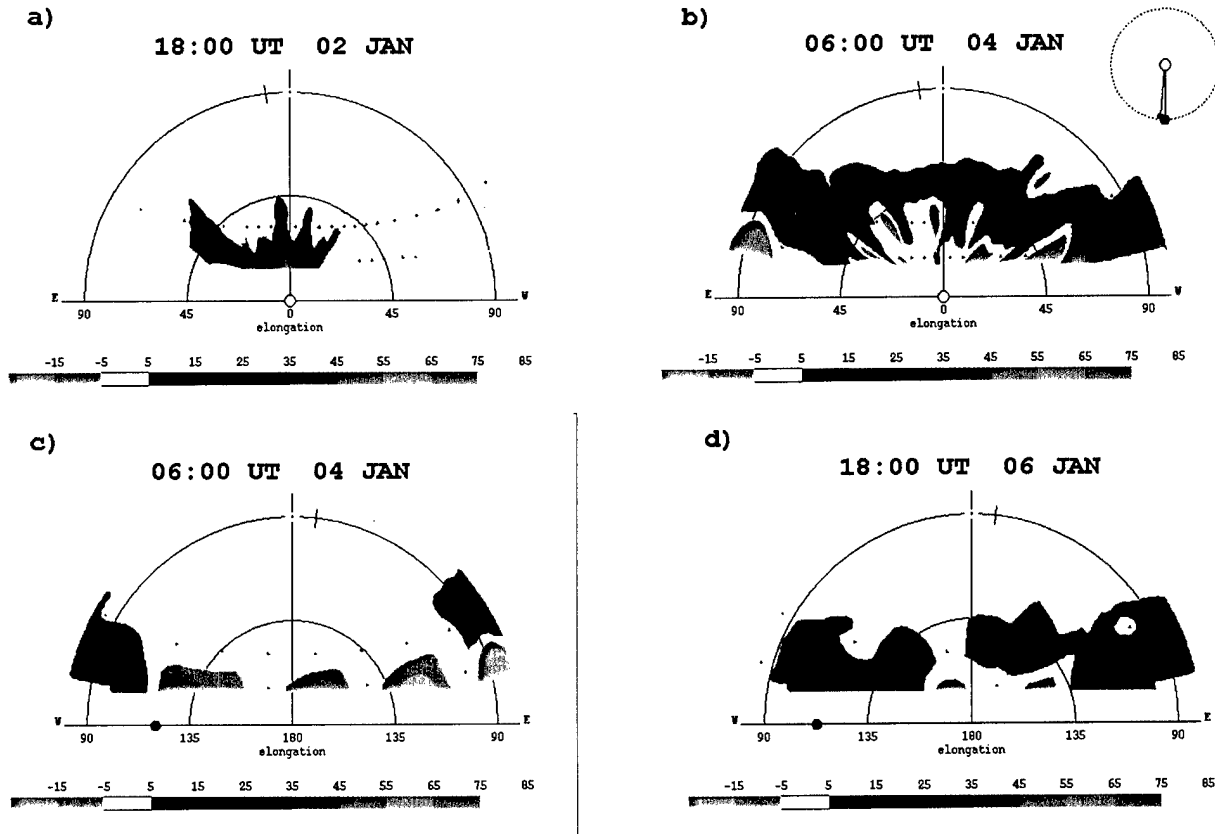 a)
18:00 UT 02 JAN
E W
90 45 0 45 90
elongation
-15 -5 5 15 25 35 45 55 65 75 85
b)
06:00 UT 04 JAN
E W
90 45 0 45 90
elongation
-15 -5 5 15 25 35 45 55 65 75 85
c)
06:00 UT 04 JAN
W E
90 135 180 135 90
elongation
-15 -5 5 15 25 35 45 55 65 75 85
d)
18:00 UT 06 JAN
W E
90 135 180 135 90
elongation
-15 -5 5 15 25 35 45 55 65 75 85